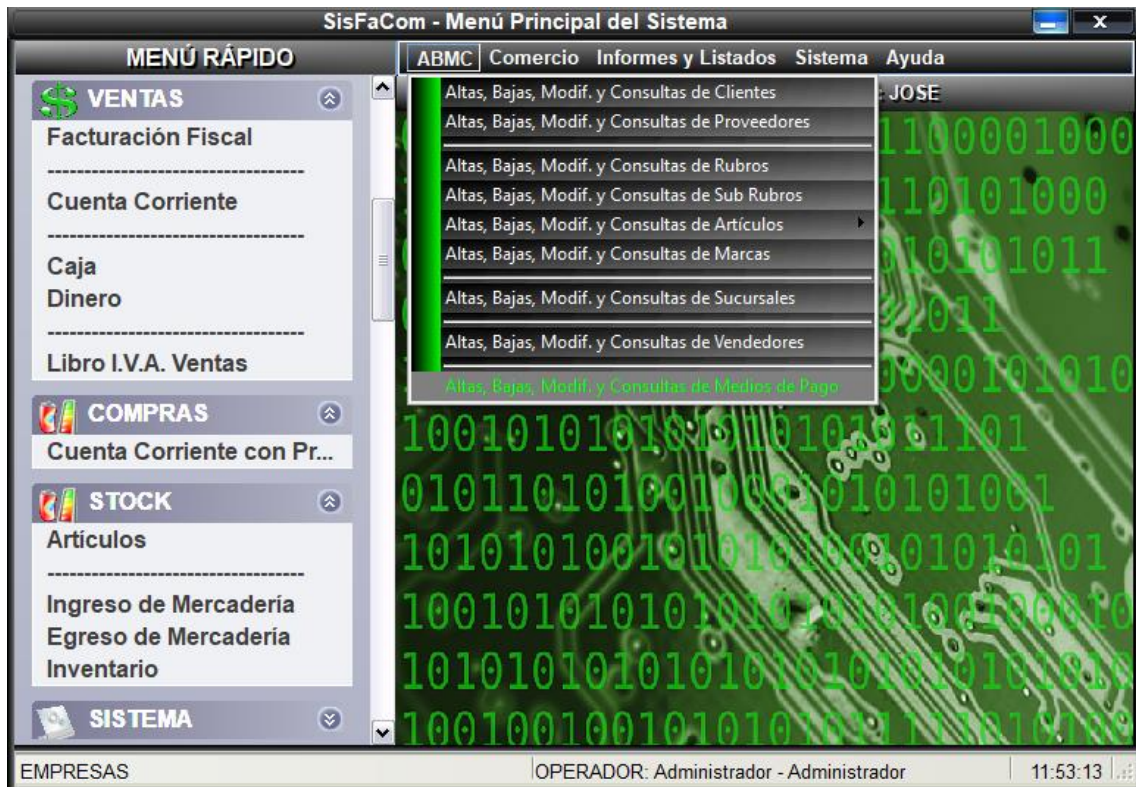 SisFaCom - Menú Principal del Sistema
X
MENÚ RÁPIDO
ABMC Comercio Informes y Listados Sistema Ayuda
: JOSE
VENTAS
Facturación Fiscal
-----------------------------------
Cuenta Corriente
-----------------------------------
Caja
Dinero
-----------------------------------
Libro I.V.A. Ventas
COMPRAS
Cuenta Corriente con Pr...
STOCK
Artículos
-----------------------------------
Ingreso de Mercadería
Egreso de Mercadería
Inventario
SISTEMA
Altas, Bajas, Modif. y Consultas de Clientes
Altas, Bajas, Modif. y Consultas de Proveedores
Altas, Bajas, Modif. y Consultas de Rubros
Altas, Bajas, Modif. y Consultas de Sub Rubros
Altas, Bajas, Modif. y Consultas de Artículos
Altas, Bajas, Modif. y Consultas de Marcas
Altas, Bajas, Modif. y Consultas de Sucursales
Altas, Bajas, Modif. y Consultas de Vendedores
Altas, Bajas, Modif. y Consultas de Medios de Pago
EMPRESAS
OPERADOR: Administrador - Administrador
11:53:13